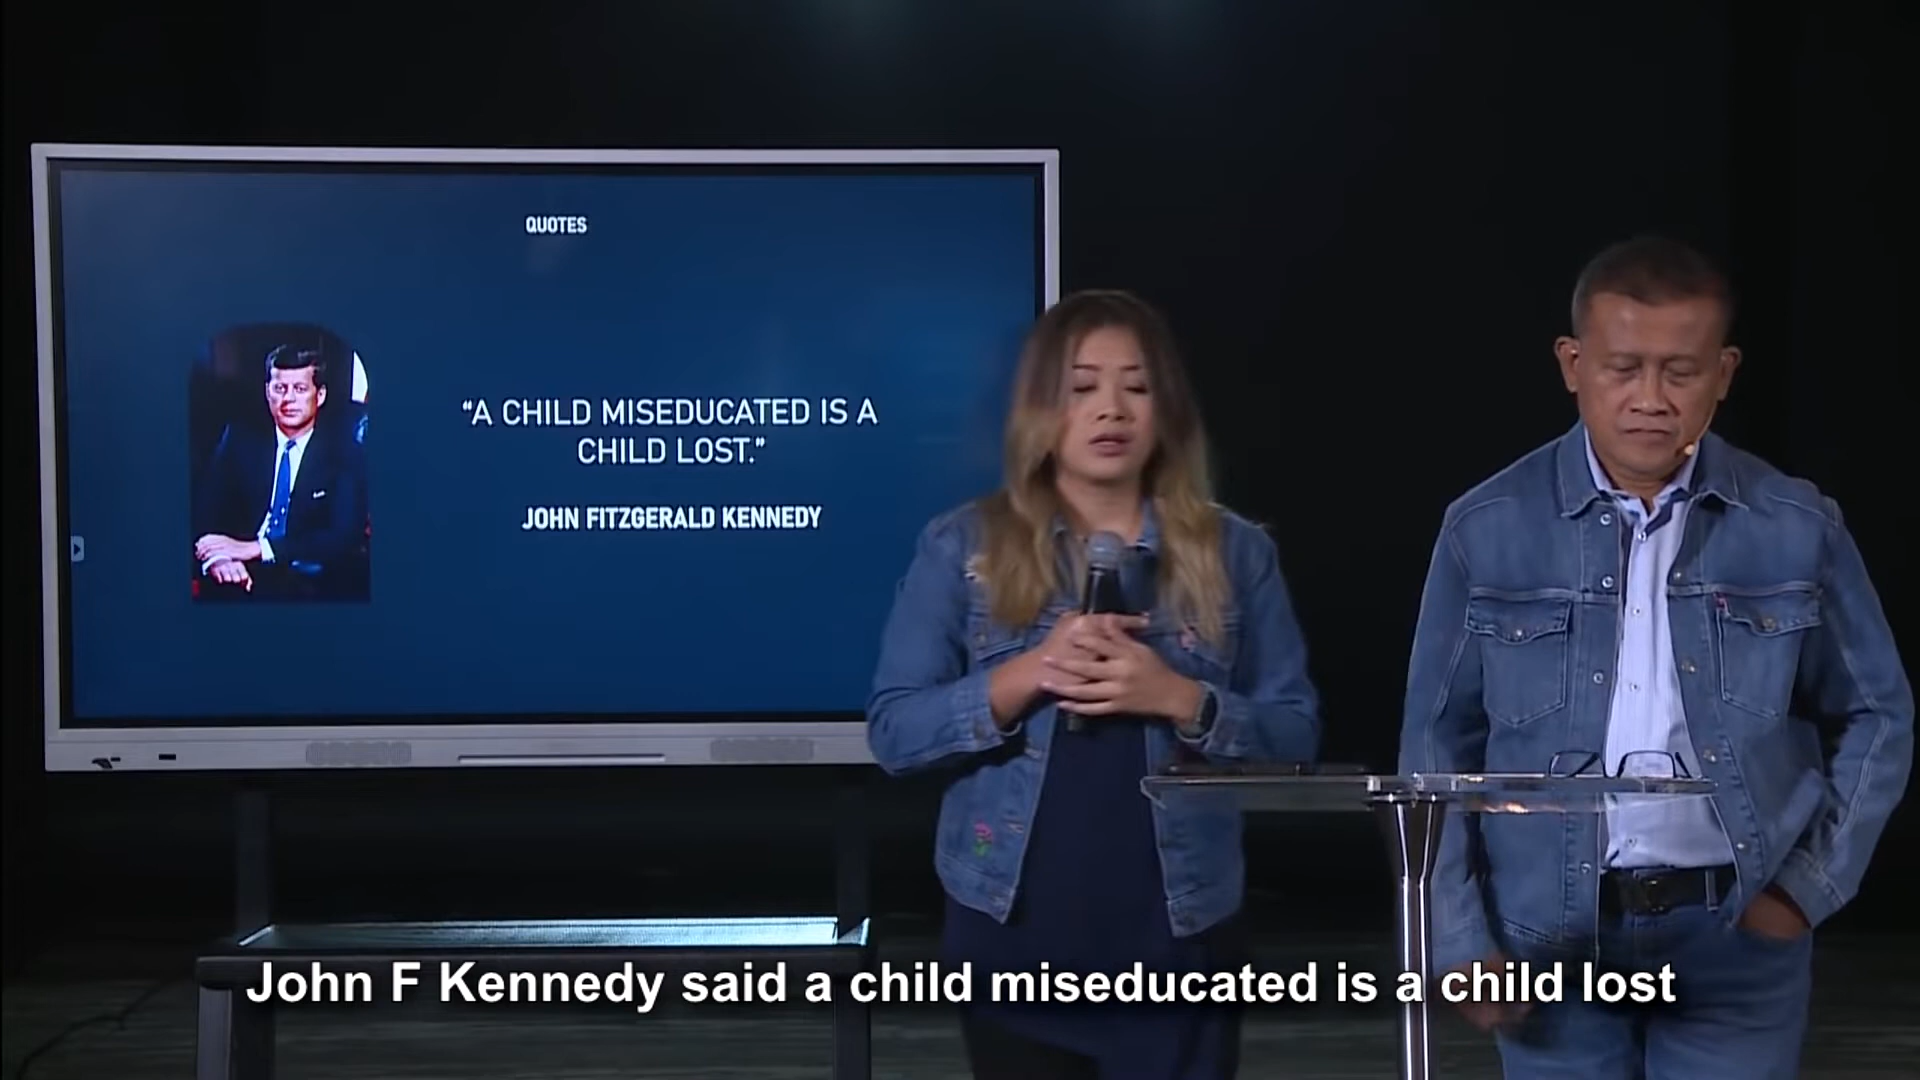 QUOTES
“A CHILD MISEDUCATED IS A
CHILD LOST.”
JOHN FITZGERALD KENNEDY
John F Kennedy said a child miseducated is a child lost